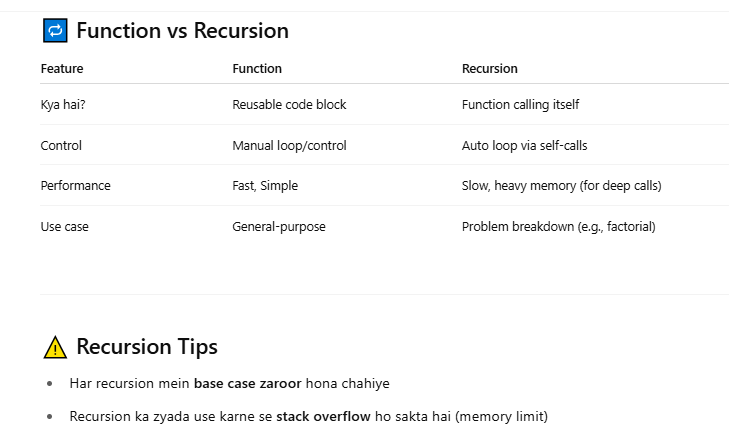 Function vs Recursion
Feature Function Recursion
Kya hai? Reusable code block Function calling itself
Control Manual loop/control Auto loop via self-calls
Performance Fast, Simple Slow, heavy memory (for deep calls)
Use case General-purpose Problem breakdown (e.g., factorial)
Recursion Tips
Har recursion mein base case zaroor hona chahiye
Recursion ka zyada use karne se stack overflow ho sakta hai (memory limit)